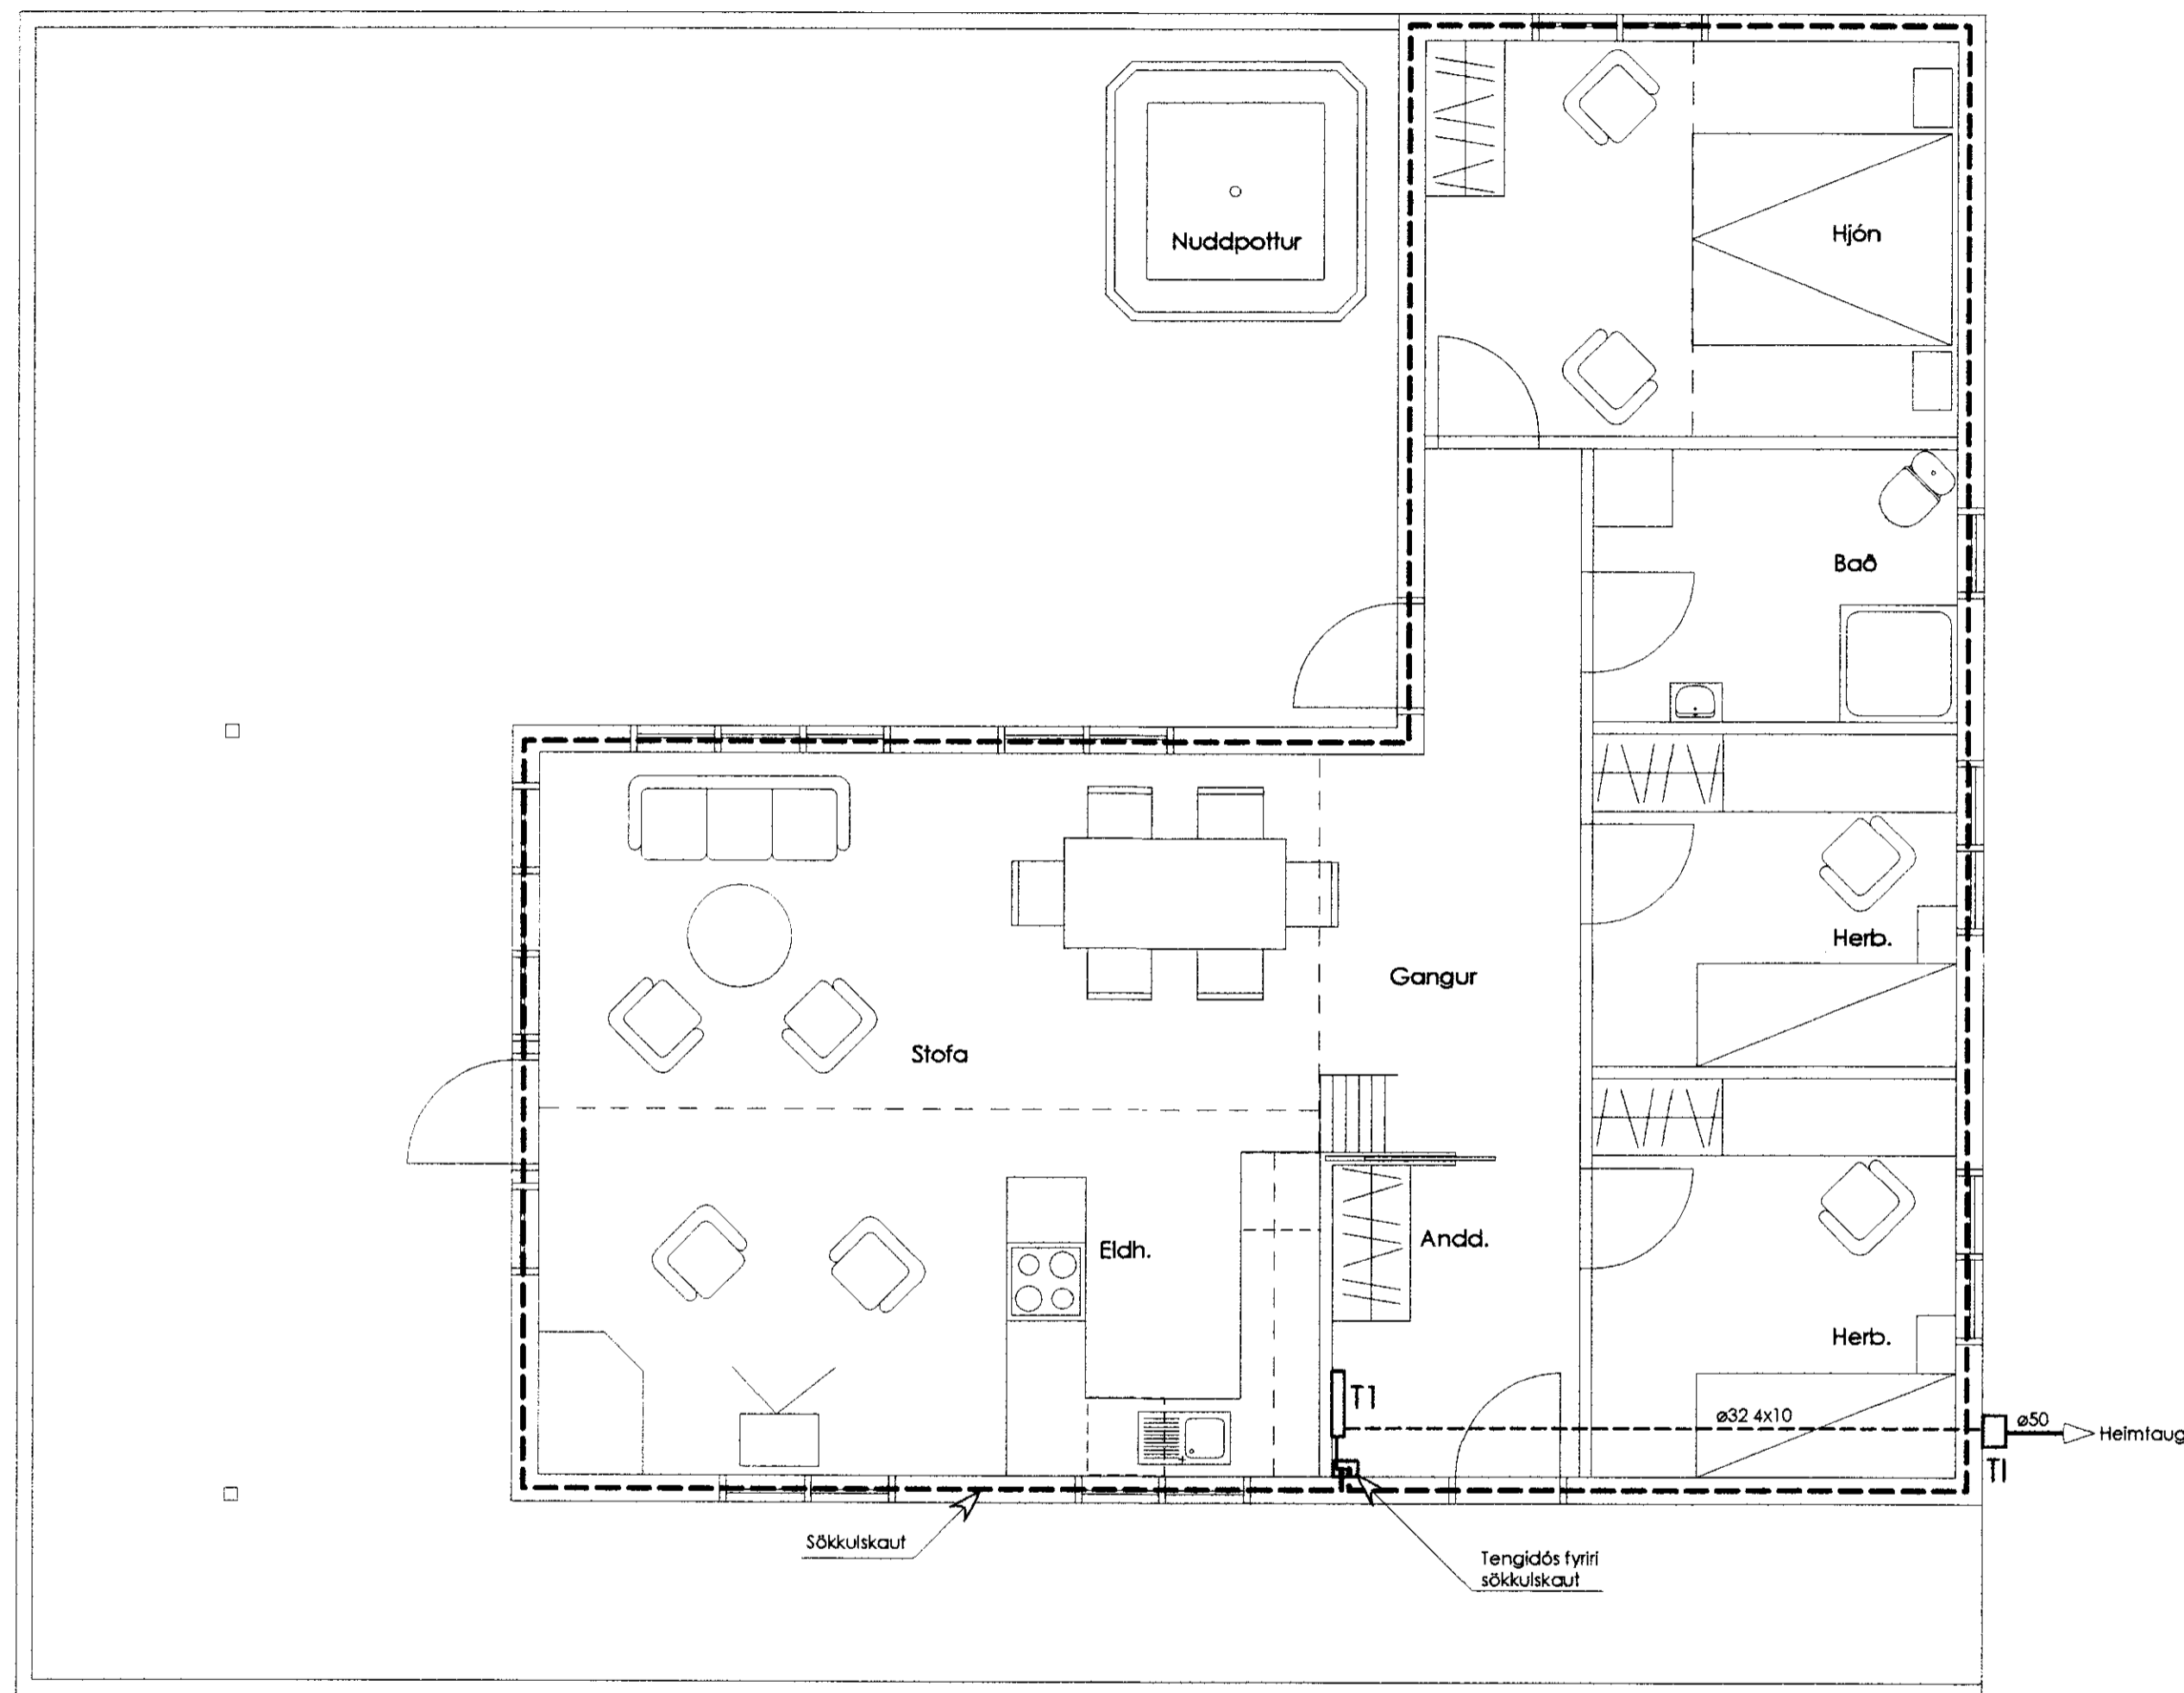 Nuddpottur
Hjón
Bað
Herb.
Gangur
Stofa
Andd.
Eldh.
Herb.
T1
ø32 4x10
ø50
Heimtaug
TI
Sökkulskaut
Tengidós fyriri
sökkulskaut